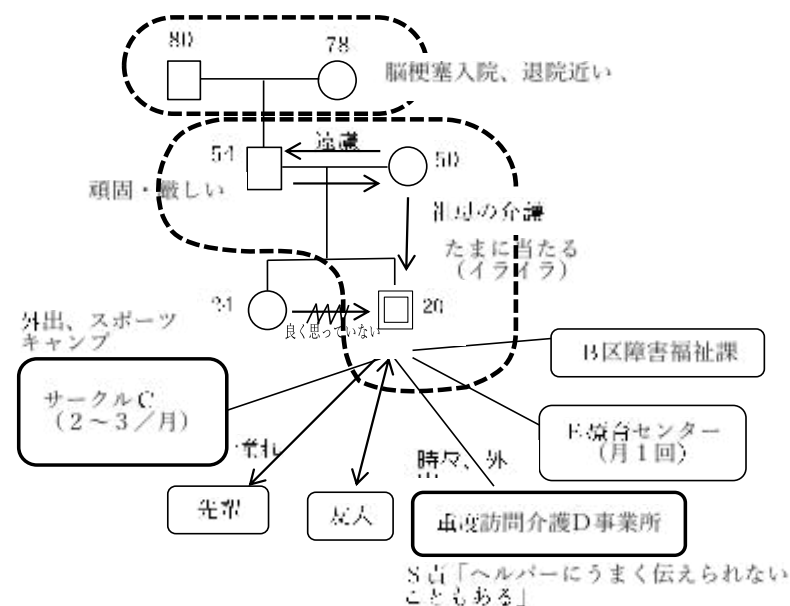 80
78
脳梗塞入院、退院近い
遠慮
54
50
頑固・厳しい
祖母の介護
たまに当たる
(イライラ)
24
20
良く思っていない
外出、スポーツ
キャンプ
B区障害福祉課
サークルC
(2~3/月)
E療育センター
(月1回)
時々、外
先輩
友人
重度訪問介護D事業所
「ヘルパーにうまく伝えられない
こともある」